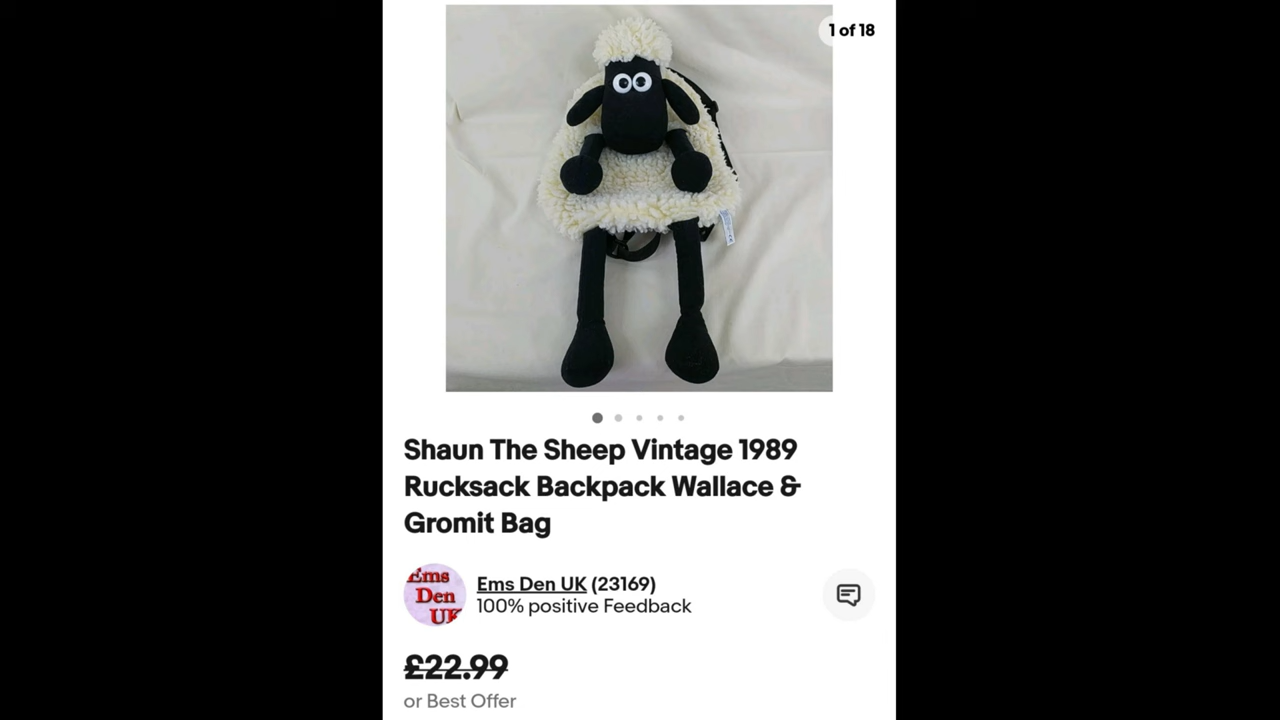 1 of 18
Shaun The Sheep Vintage 1989
Rucksack Backpack Wallace &
Gromit Bag
Ems
Den
UK
Ems Den UK (23169)
100% positive Feedback
£22.99
or Best Offer